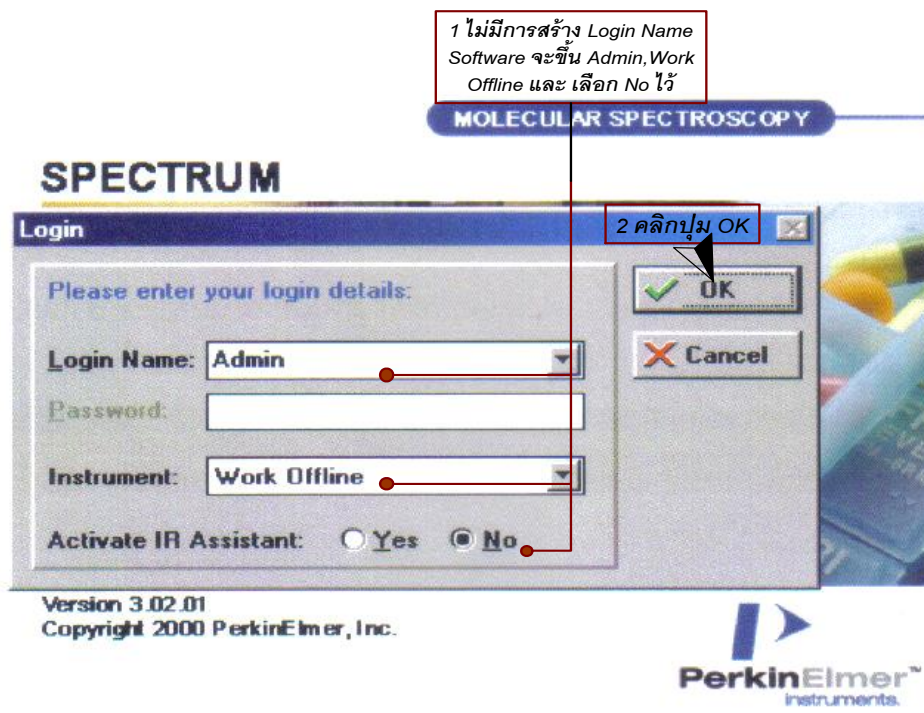 1 ไม่มีการสร้าง Login Name
Software จะขึ้น Admin,Work
Offline และ เลือก No ไว้
MOLECULAR SPECTROSCOPY
SPECTRUM
Login
2 คลิกปุ่ม OK
Please enter your login details:
OK
Login Name: Admin
Cancel
Password:
Instrument: Work Offline
Activate IR Assistant: Yes No
Version 3.02.01
Copyright 2000 PerkinElmer, Inc.
PerkinElmer™
instruments.